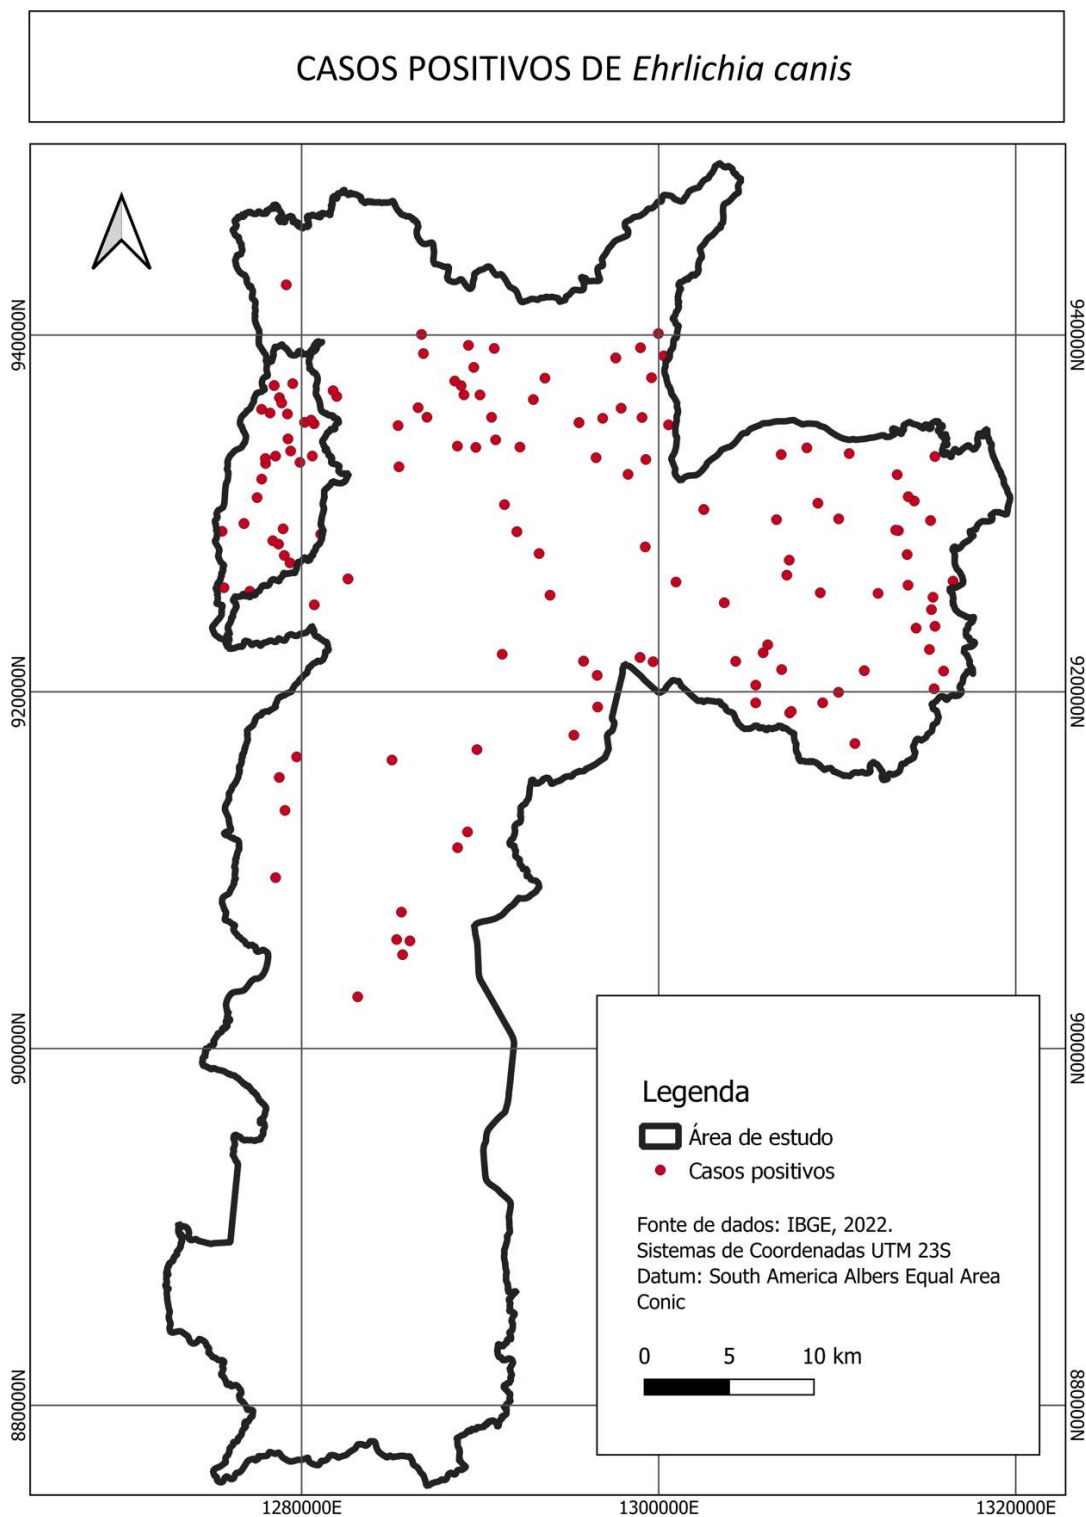 CASOS POSITIVOS DE Ehrlichia canis
940000N
940000N
920000N
920000N
900000N
900000N
880000N
880000N
Legenda
Área de estudo
Casos positivos
Fonte de dados: IBGE, 2022.
Sistemas de Coordenadas UTM 23S
Datum: South America Albers Equal Area
Conic
0 5 10 km
1280000E 1300000E 1320000E